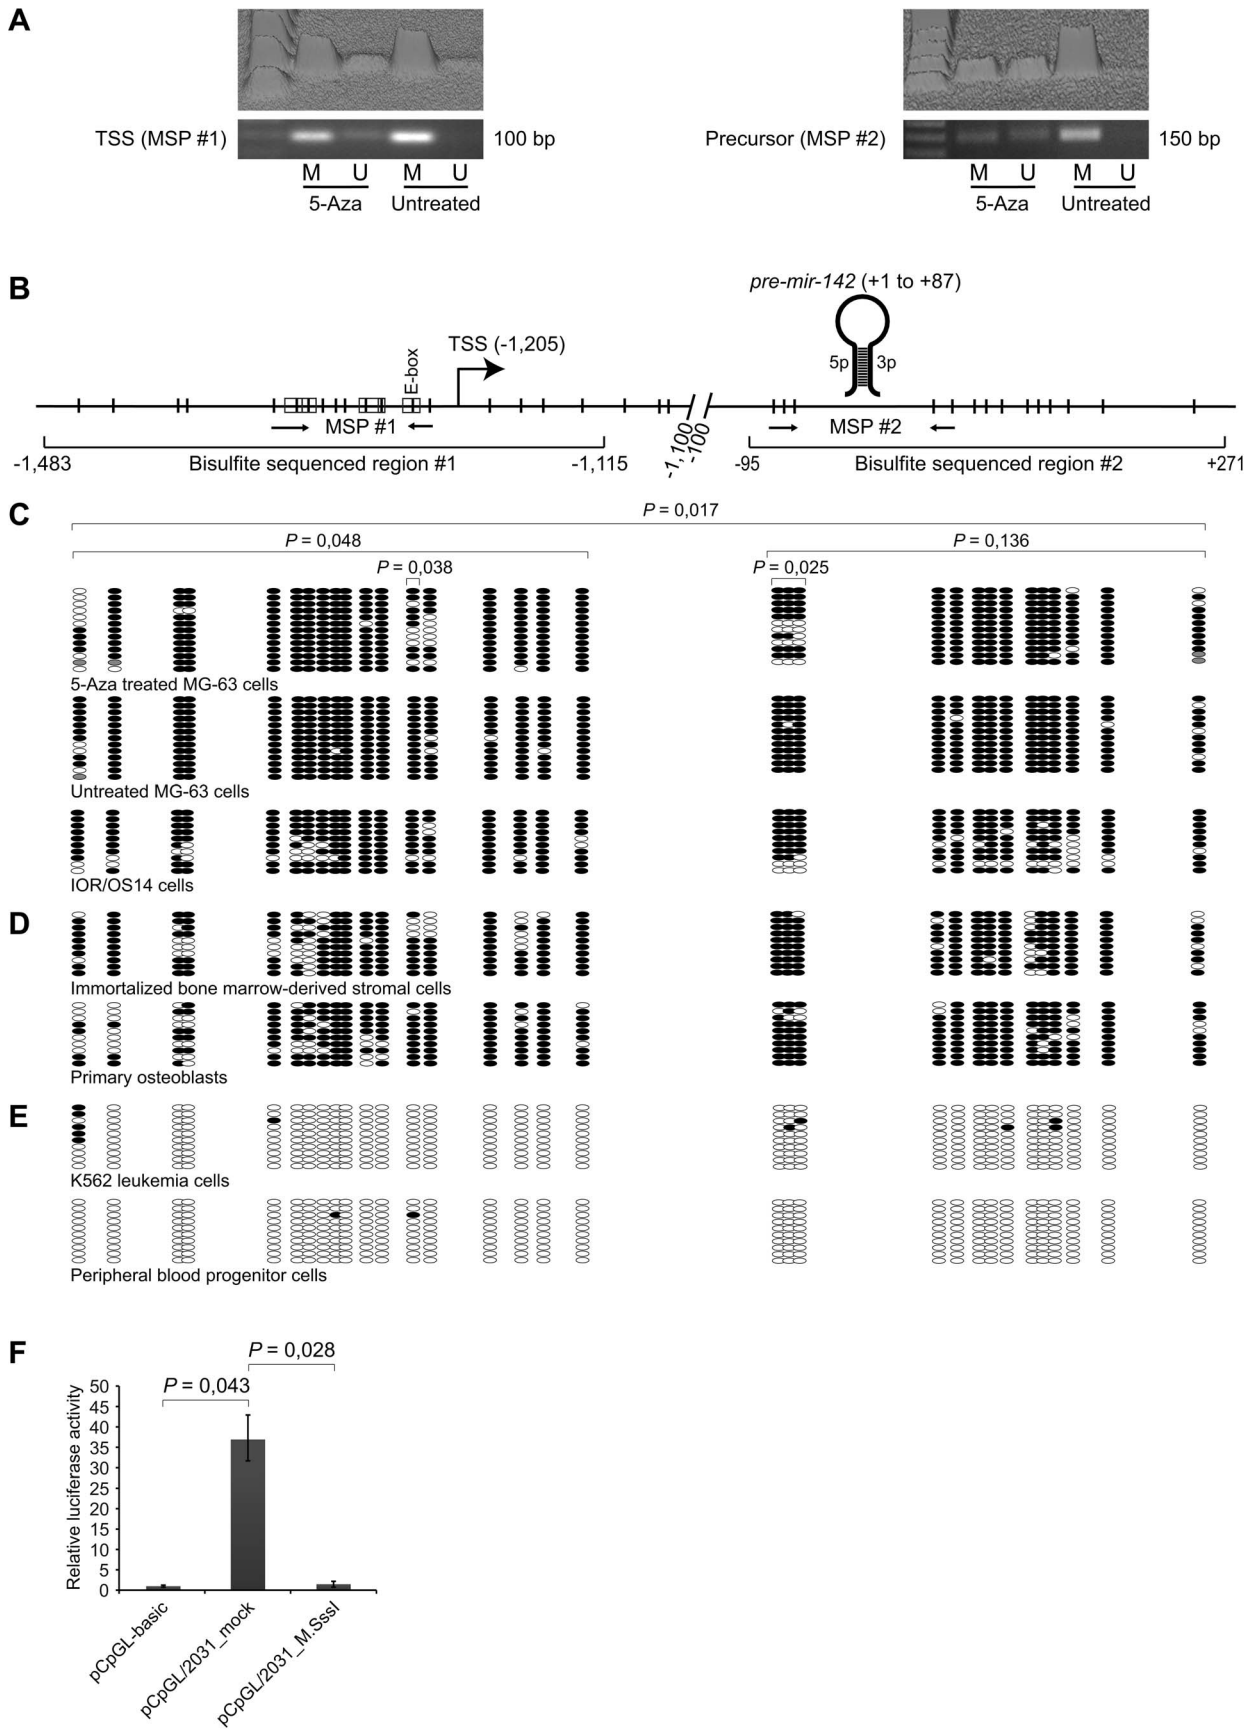 A
TSS (MSP #1)
100 bp
M U M U
5-Aza Untreated
Precursor (MSP #2)
150 bp
M U M U
5-Aza Untreated
B
pre-mir-142 (+1 to +87)
5p 3p
TSS (-1,205)
E-box
MSP #1
MSP #2
-1,483
Bisulfite sequenced region #1
-1,115
-1,100
-100
-95
Bisulfite sequenced region #2
+271
C
P = 0,017
P = 0,048
P = 0,136
P = 0,038
P = 0,025
5-Aza treated MG-63 cells
Untreated MG-63 cells
IOR/OS14 cells
D
Immortalized bone marrow-derived stromal cells
Primary osteoblasts
E
K562 leukemia cells
Peripheral blood progenitor cells
F
P = 0,028
P = 0,043
Relative luciferase activity
50
45
40
35
30
25
20
15
10
5
0
pCpGL-basic
pCpGL/2031_mock
pCpGL/2031_M.SssI